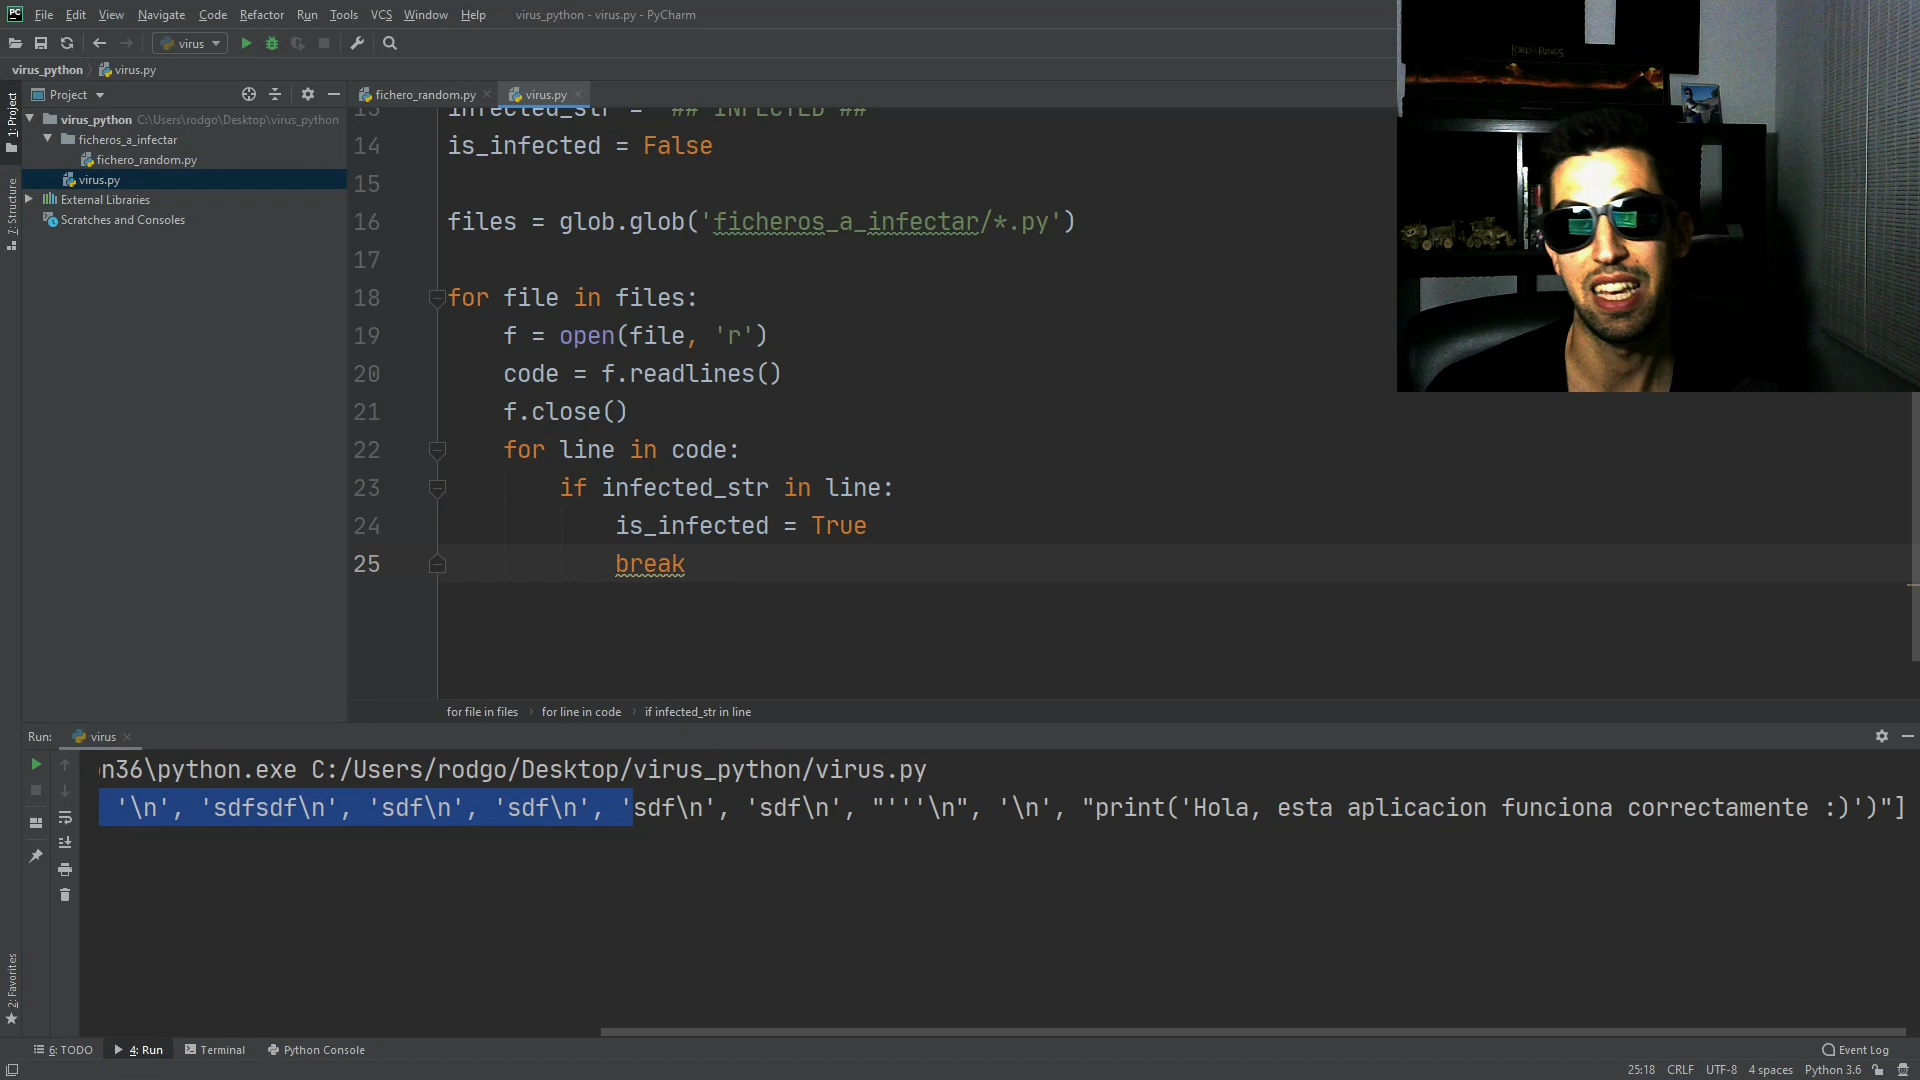 PC File Edit View Navigate Code Refactor Run Tools VCS Window Help virus_python - virus.py - PyCharm
virus
virus_python virus.py
Project
fichero_random.py virus.py
virus_python C:\Users\rodgo\Desktop\virus_python
ficheros_a_infectar
fichero_random.py
virus.py
External Libraries
Scratches and Consoles
1: Project
7: Structure
2: Favorites
13 infected_str = ## INFECTED ##
14 is_infected = False
15
16 files = glob.glob('ficheros_a_infectar/*.py')
17
18 for file in files:
19 f = open(file, 'r')
20 code = f.readlines()
21 f.close()
22 for line in code:
23 if infected_str in line:
24 is_infected = True
25 break
for file in files for line in code if infected_str in line
Run: virus
n36\python.exe C:/Users/rodgo/Desktop/virus_python/virus.py
'\n', 'sdfsdf\n', 'sdf\n', 'sdf\n', 'sdf\n', 'sdf\n', "'''\n", '\n', "print('Hola, esta aplicacion funciona correctamente :)')"]
6: TODO 4: Run Terminal Python Console Event Log
25:18 CRLF UTF-8 4 spaces Python 3.6
LORD OF THE RINGS